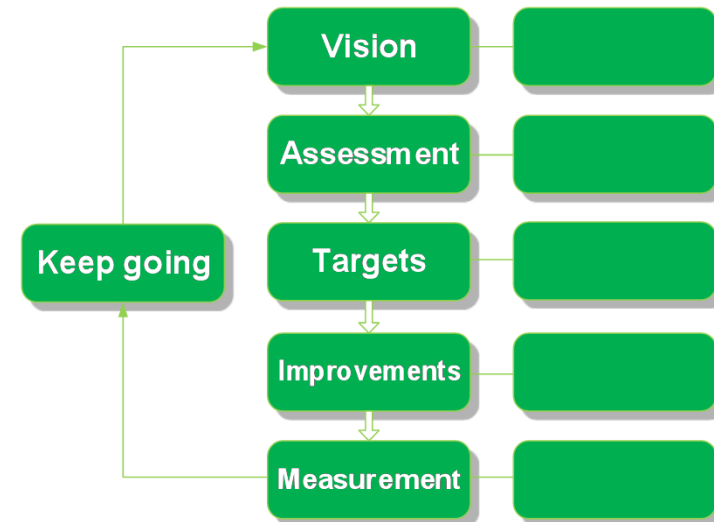 Vision
Assessment
Keep going
Targets
Improvements
Measurement